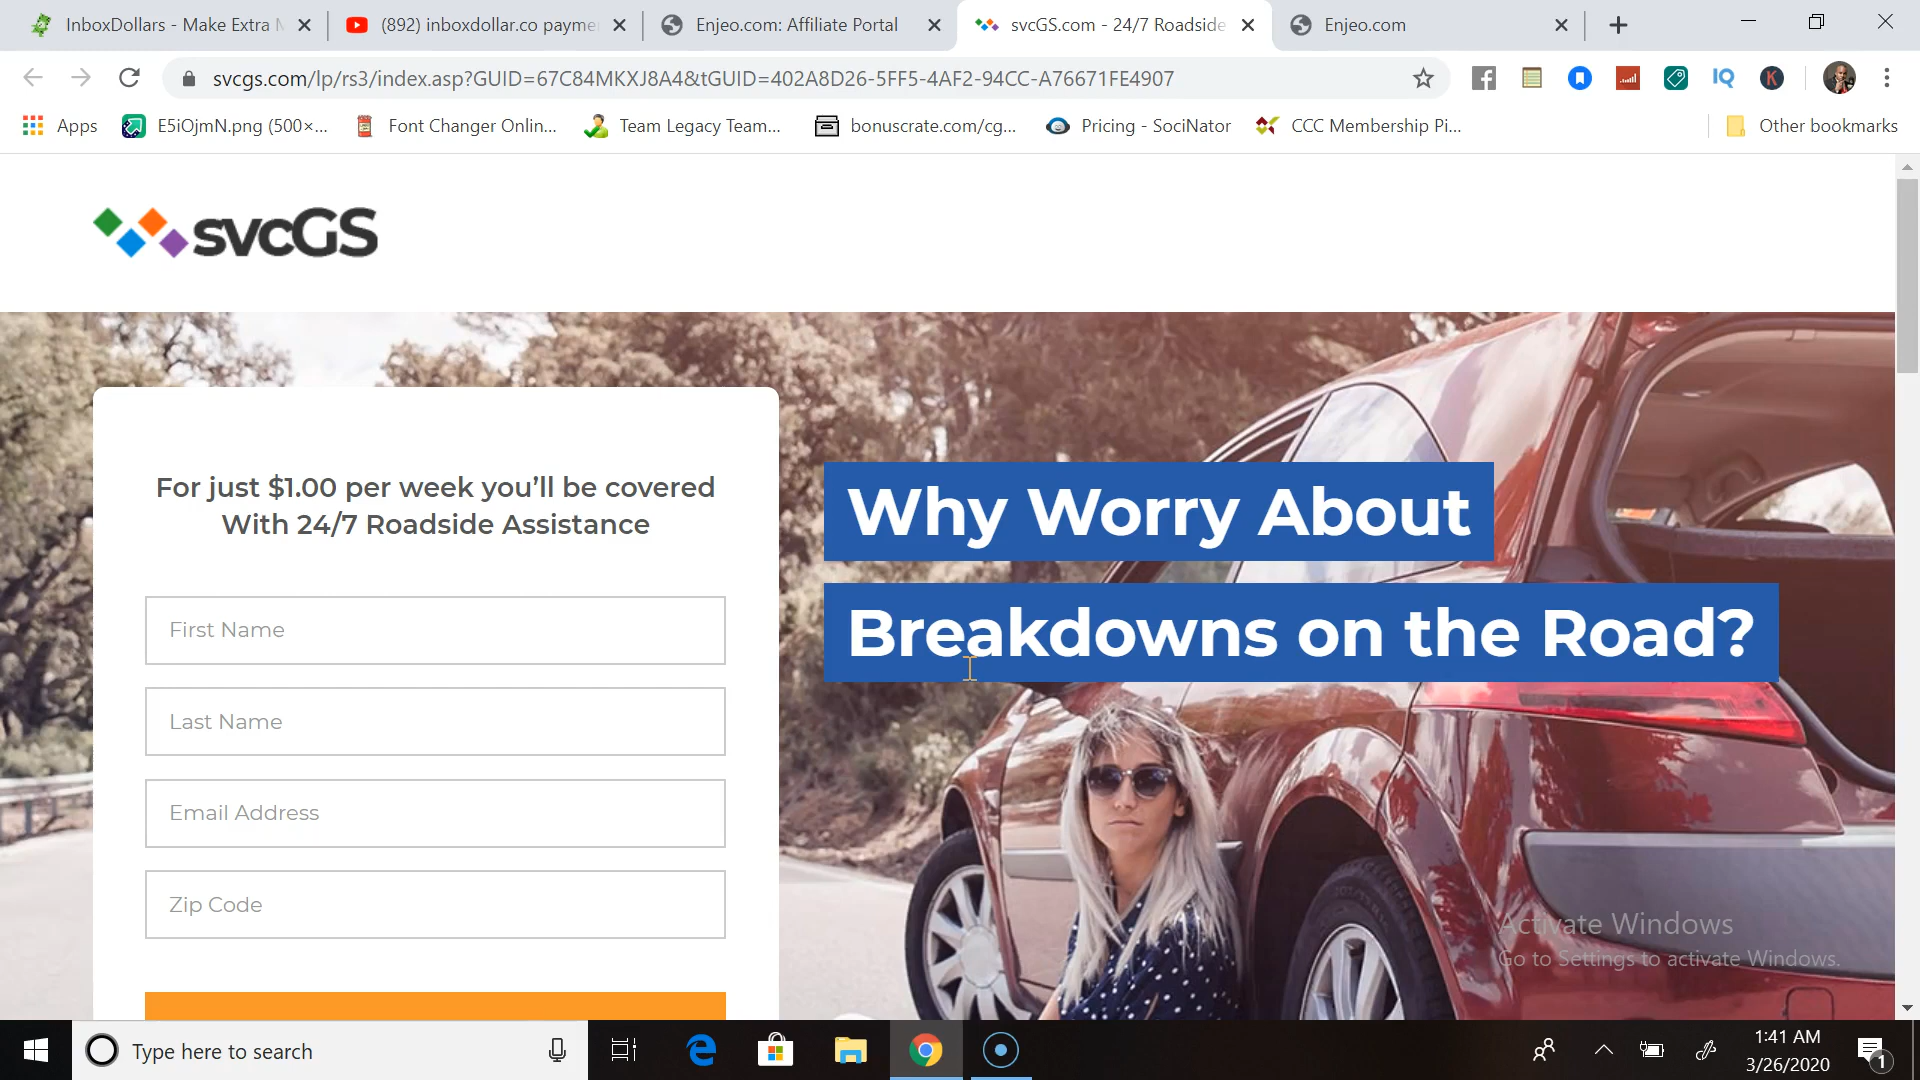 InboxDollars - Make Extra M
(892) inboxdollar.co payme
Enjeo.com: Affiliate Portal
svcGS.com - 24/7 Roadside
Enjeo.com
svcgs.com/lp/rs3/index.asp?GUID=67C84MKXJ8A4&tGUID=402A8D26-5FF5-4AF2-94CC-A76671FE4907
IQ
K
Apps
E5iOjmN.png (500×...
Font Changer Onlin...
Team Legacy Team...
bonuscrate.com/cg...
Pricing - SociNator
CCC Membership Pi...
Other bookmarks
svcGS
For just $1.00 per week you’ll be covered
With 24/7 Roadside Assistance
First Name
Last Name
Email Address
Zip Code
Why Worry About
Breakdowns on the Road?
Activate Windows
Go to Settings to activate Windows.
Type here to search
1:41 AM
3/26/2020
1